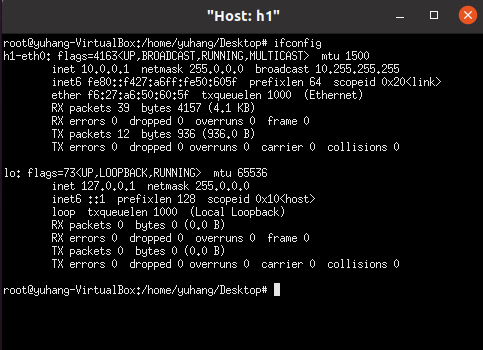 "Host: h1"
root@yuhang-VirtualBox:/home/yuhang/Desktop# ifconfig
h1-eth0: flags=4163<UP,BROADCAST,RUNNING,MULTICAST>  mtu 1500
        inet 10.0.0.1  netmask 255.0.0.0  broadcast 10.255.255.255
        inet6 fe80::f427:a6ff:fe50:605f  prefixlen 64  scopeid 0x20<link>
        ether f6:27:a6:50:60:5f  txqueuelen 1000  (Ethernet)
        RX packets 39  bytes 4157 (4.1 KB)
        RX errors 0  dropped 0  overruns 0  frame 0
        TX packets 12  bytes 936 (936.0 B)
        TX errors 0  dropped 0 overruns 0  carrier 0  collisions 0

lo: flags=73<UP,LOOPBACK,RUNNING>  mtu 65536
        inet 127.0.0.1  netmask 255.0.0.0
        inet6 ::1  prefixlen 128  scopeid 0x10<host>
        loop  txqueuelen 1000  (Local Loopback)
        RX packets 0  bytes 0 (0.0 B)
        RX errors 0  dropped 0  overruns 0  frame 0
        TX packets 0  bytes 0 (0.0 B)
        TX errors 0  dropped 0 overruns 0  carrier 0  collisions 0

root@yuhang-VirtualBox:/home/yuhang/Desktop#